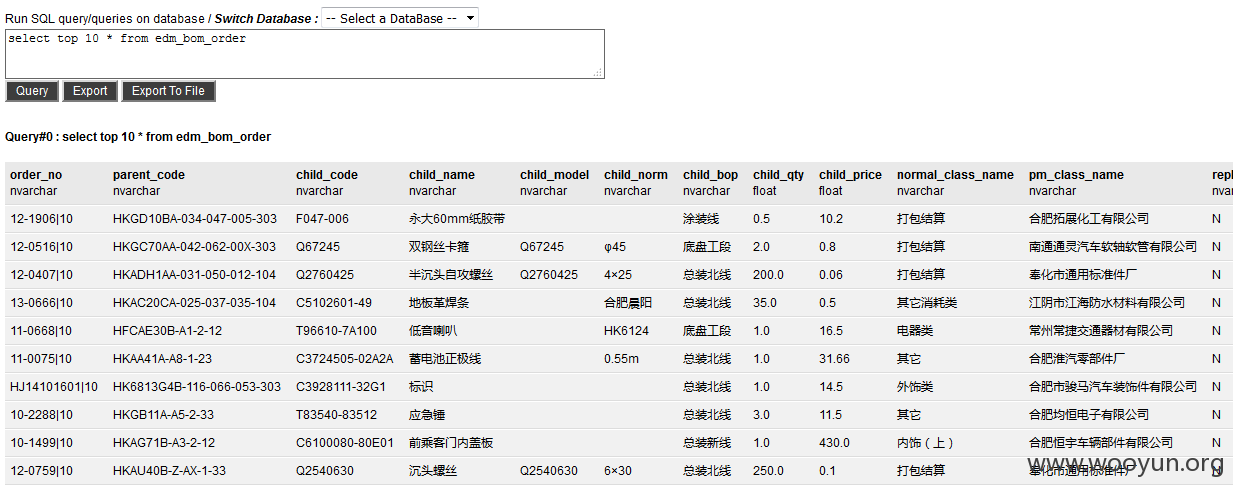 Run SQL query/queries on database / Switch Database : -- Select a DataBase --
select top 10 * from edm_bom_order
Query Export Export To File
Query#0 : select top 10 * from edm_bom_order
order_no parent_code child_code child_name child_model child_norm child_bop child_qty child_price normal_class_name pm_class_name repl
nvarchar nvarchar nvarchar nvarchar nvarchar nvarchar nvarchar float float nvarchar nvarchar nvar
12-1906|10 HKGD10BA-034-047-005-303 F047-006 永大60mm纸胶带 涂装线 0.5 10.2 打包结算 合肥拓展化工有限公司 N
12-0516|10 HKGC70AA-042-062-00X-303 Q67245 双钢丝卡箍 Q67245 φ45 底盘工段 2.0 0.8 打包结算 南通通灵汽车软轴软管有限公司 N
12-0407|10 HKADH1AA-031-050-012-104 Q2760425 半沉头自攻螺丝 Q2760425 4×25 总装北线 200.0 0.06 打包结算 奉化市通用标准件厂 N
13-0666|10 HKAC20CA-025-037-035-104 C5102601-49 地板革焊条 合肥晨阳 总装北线 35.0 0.5 其它消耗类 江阴市江海防水材料有限公司 N
11-0668|10 HFCAE30B-A1-2-12 T96610-7A100 低音喇叭 HK6124 底盘工段 1.0 16.5 电器类 常州常捷交通器材有限公司 N
11-0075|10 HKAA41A-A8-1-23 C3724505-02A2A 蓄电池正极线 0.55m 总装北线 1.0 31.66 其它 合肥淮汽零部件厂 N
HJ14101601|10 HK6813G4B-116-066-053-303 C3928111-32G1 标识 总装北线 1.0 14.5 外饰类 合肥市骏马汽车装饰件有限公司 N
10-2288|10 HKGB11A-A5-2-33 T83540-83512 应急锤 总装北线 3.0 11.5 其它 合肥均恒电子有限公司 N
10-1499|10 HKAG71B-A3-2-12 C6100080-80E01 前乘客门内盖板 总装新线 1.0 430.0 内饰（上） 合肥恒宇车辆部件有限公司 N
12-0759|10 HKAU40B-Z-AX-1-33 Q2540630 沉头螺丝 Q2540630 6×30 总装北线 250.0 0.1 打包结算 奉化市通用标准件厂 N
www.wooyun.org